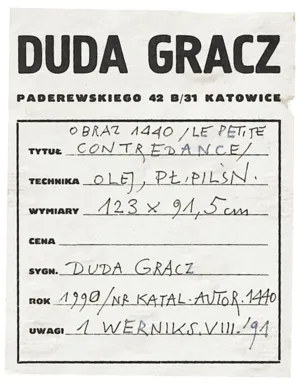 DUDA GRACZ
PADEREWSKIEGO 42 B/31 KATOWICE
OBRAZ 1440 /LE PETITE
TYTUŁ CONTREDANCE/
TECHNIKA OLEJ, PŁ.PILŚN.
WYMIARY 123 x 91,5 cm
CENA
SYGN. DUDA GRACZ
ROK 1990/NR KATAL. AUTOR. 1440
UWAGI 1 WERNIKS. VIII. '91